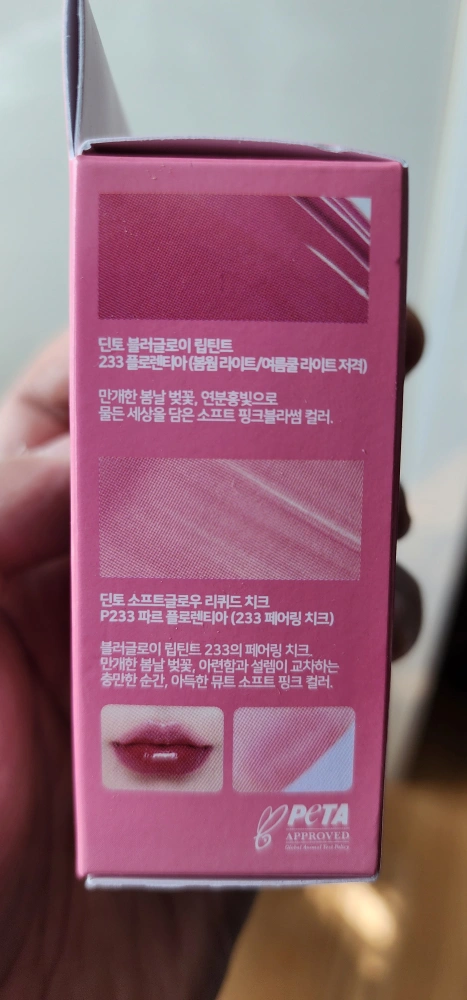 딘토 블러글로이 립틴트
233 플로렌티아 (봄웜 라이트/여름쿨 라이트 저격)
만개한 봄날 벚꽃, 연분홍빛으로
물든 세상을 담은 소프트 핑크블라썸 컬러.
딘토 소프트글로우 리퀴드 치크
P233 파르 플로렌티아 (233 페어링 치크)
블러글로이 립틴트 233의 페어링 치크.
만개한 봄날 벚꽃, 아련함과 설렘이 교차하는
충만한 순간, 아득한 뮤트 소프트 핑크 컬러.
PETA
APPROVED
Global Animal Test Policy